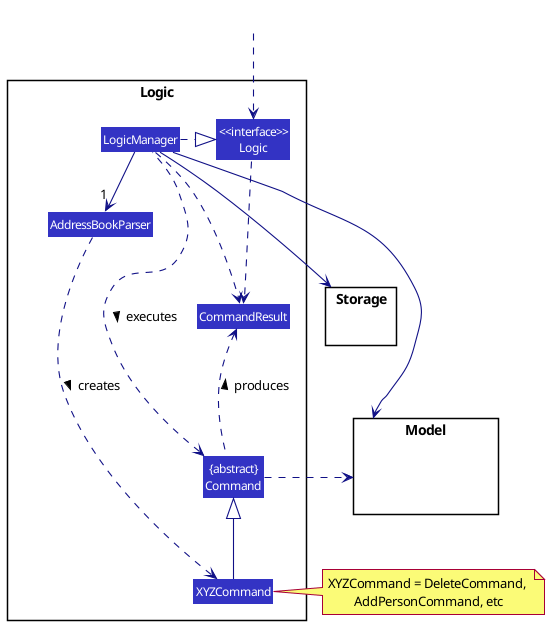 Logic
LogicManager
<<interface>>
Logic
1
AddressBookParser
Storage
CommandResult
executes
creates
produces
Model
{abstract}
Command
XYZCommand
XYZCommand = DeleteCommand,
AddPersonCommand, etc